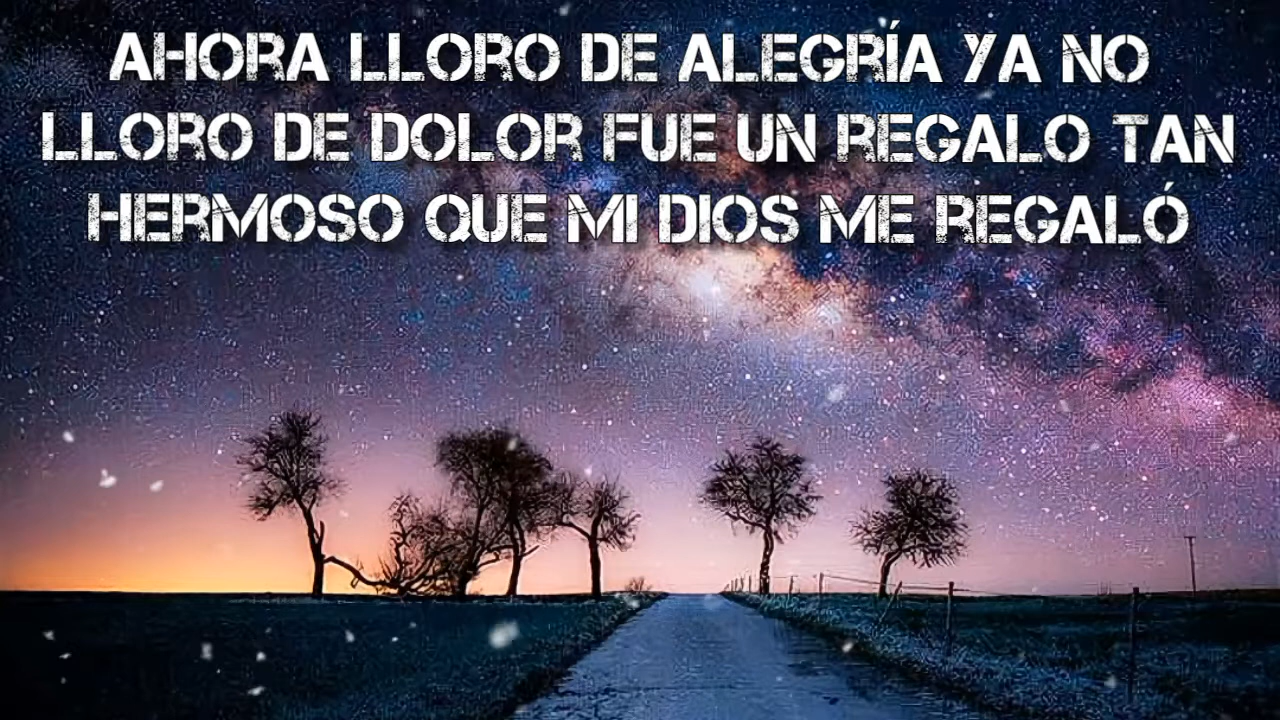 AHORA LLORO DE ALEGRÍA YA NO
LLORO DE DOLOR FUE UN REGALO TAN
HERMOSO QUE MI DIOS ME REGALÓ